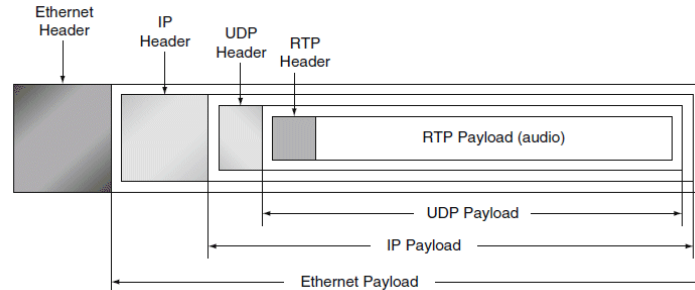 Ethernet
Header
IP
Header
UDP
Header
RTP
Header
RTP Payload (audio)
UDP Payload
IP Payload
Ethernet Payload